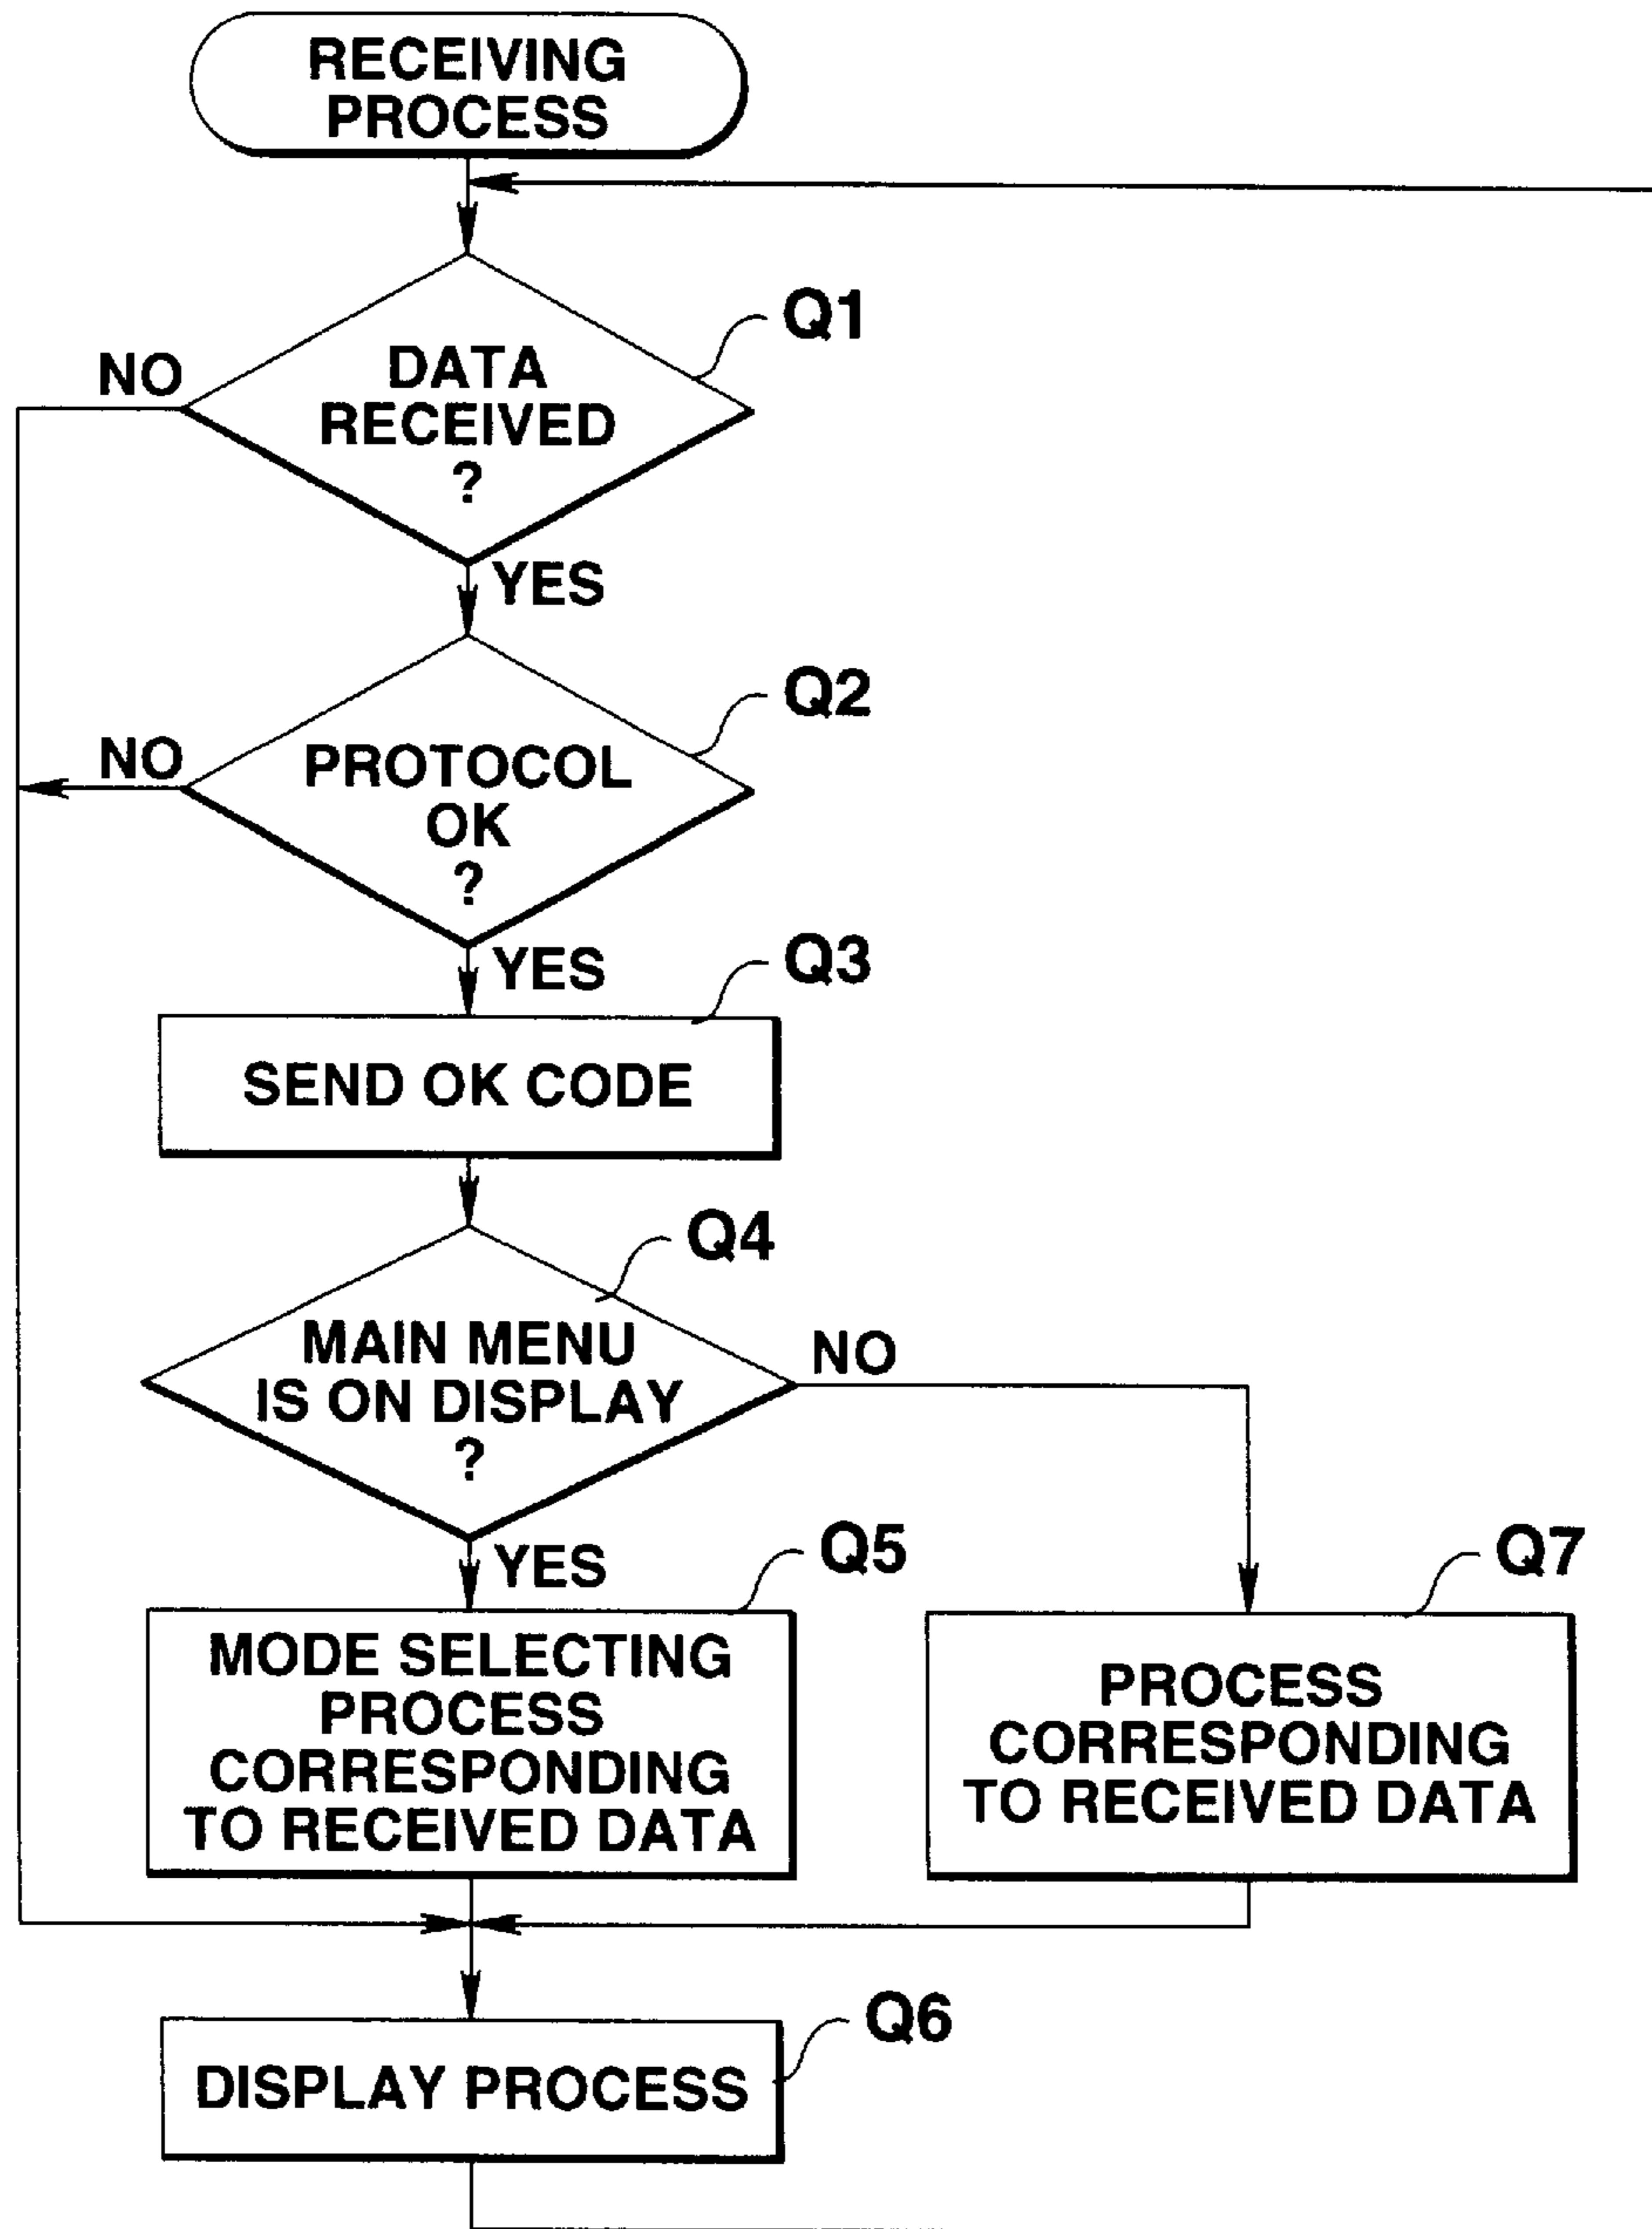 RECEIVING
PROCESS
Q1
NO
DATA
RECEIVED
?
YES
Q2
NO
PROTOCOL
OK
?
YES
Q3
SEND OK CODE
Q4
MAIN MENU
IS ON DISPLAY
?
NO
YES
Q5
Q7
MODE SELECTING
PROCESS
CORRESPONDING
TO RECEIVED DATA
PROCESS
CORRESPONDING
TO RECEIVED DATA
Q6
DISPLAY PROCESS